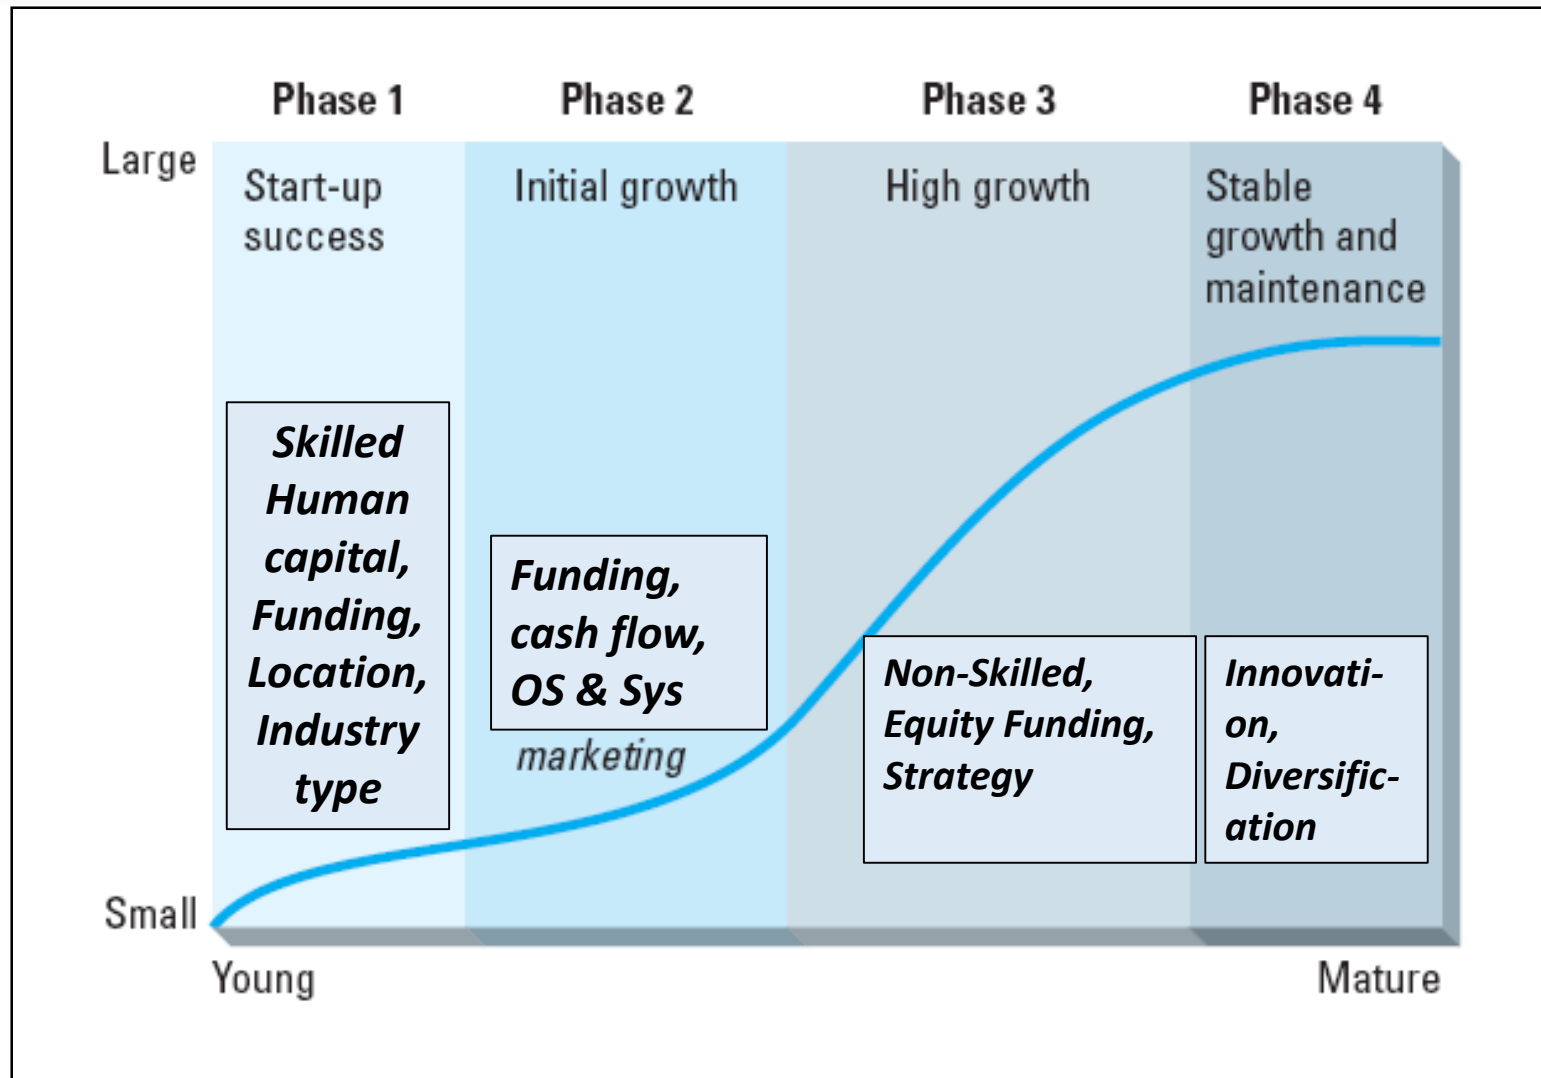 Phase 1
Phase 2
Phase 3
Phase 4
Large
Start-up
success
Initial growth
High growth
Stable
growth and
maintenance
Skilled
Human
capital,
Funding,
Location,
Industry
type
Funding,
cash flow,
OS & Sys
marketing
Non-Skilled,
Equity Funding,
Strategy
Innovati-
on,
Diversific-
ation
Small
Young
Mature